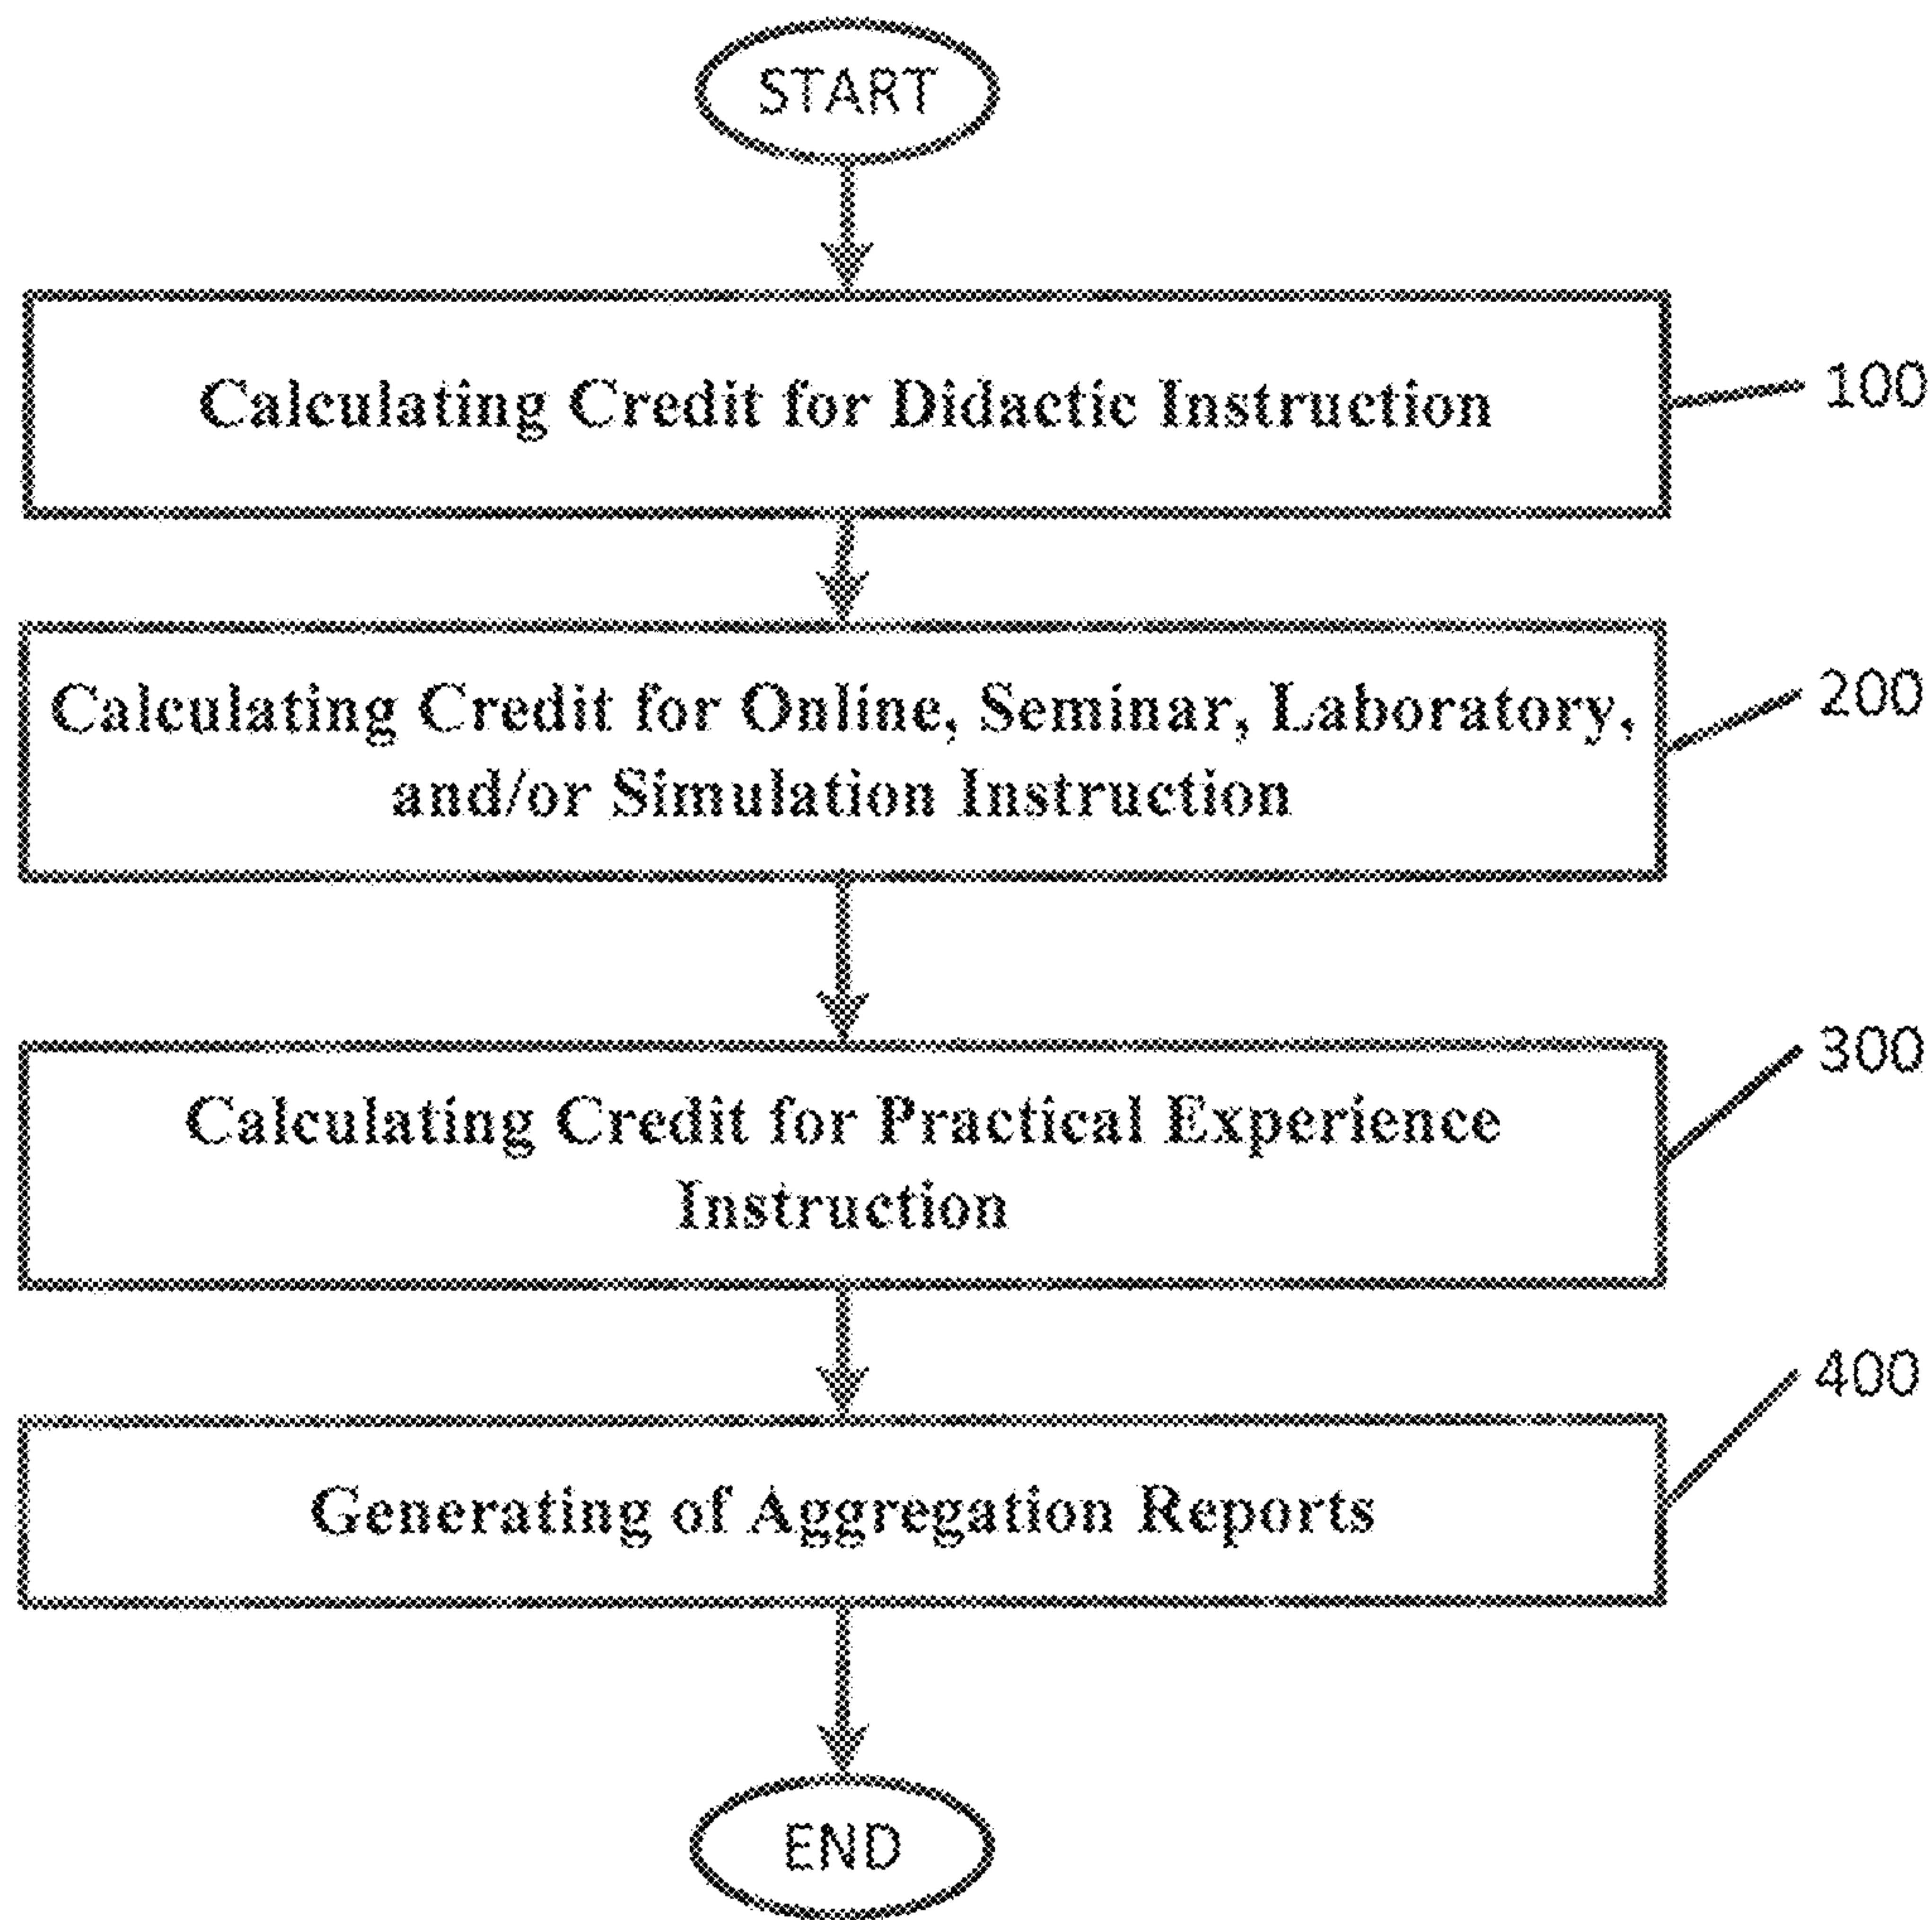 START
Calculating Credit for Didactic Instruction
100
Calculating Credit for Online, Seminar, Laboratory,
and/or Simulation Instruction
200
Calculating Credit for Practical Experience
Instruction
300
Generating of Aggregation Reports
400
END